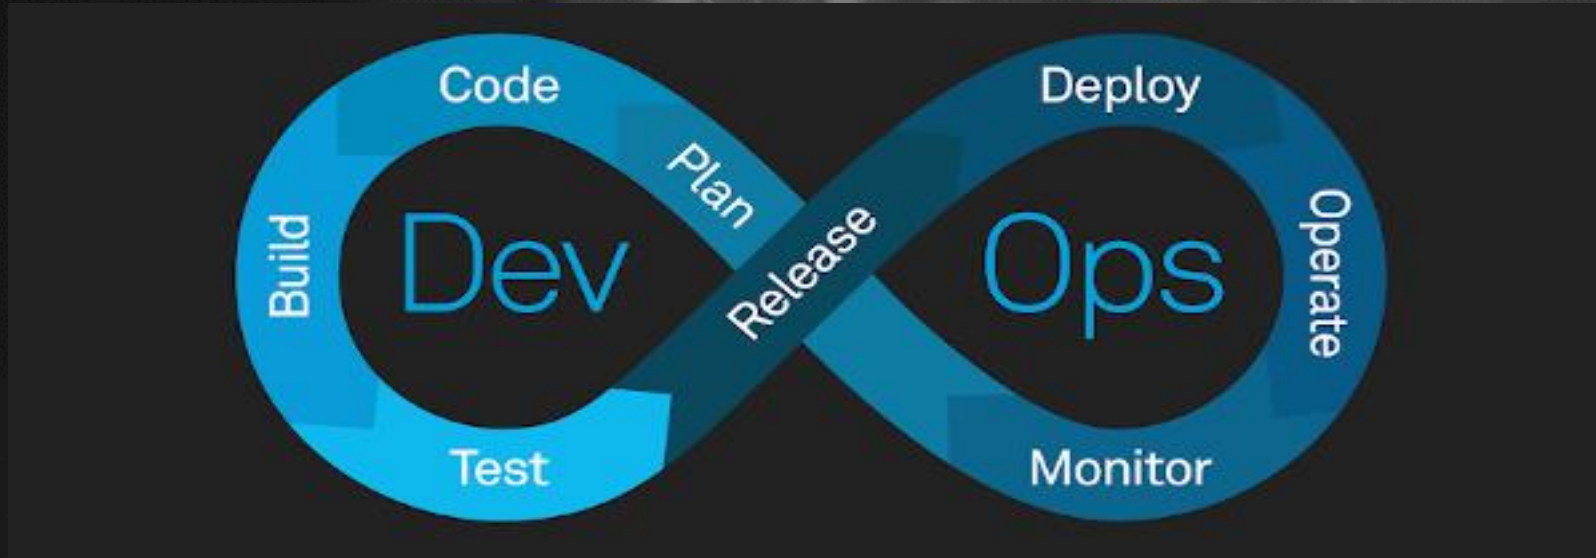 Code
Deploy
Plan
Build
Dev
Release
Ops
Operate
Test
Monitor